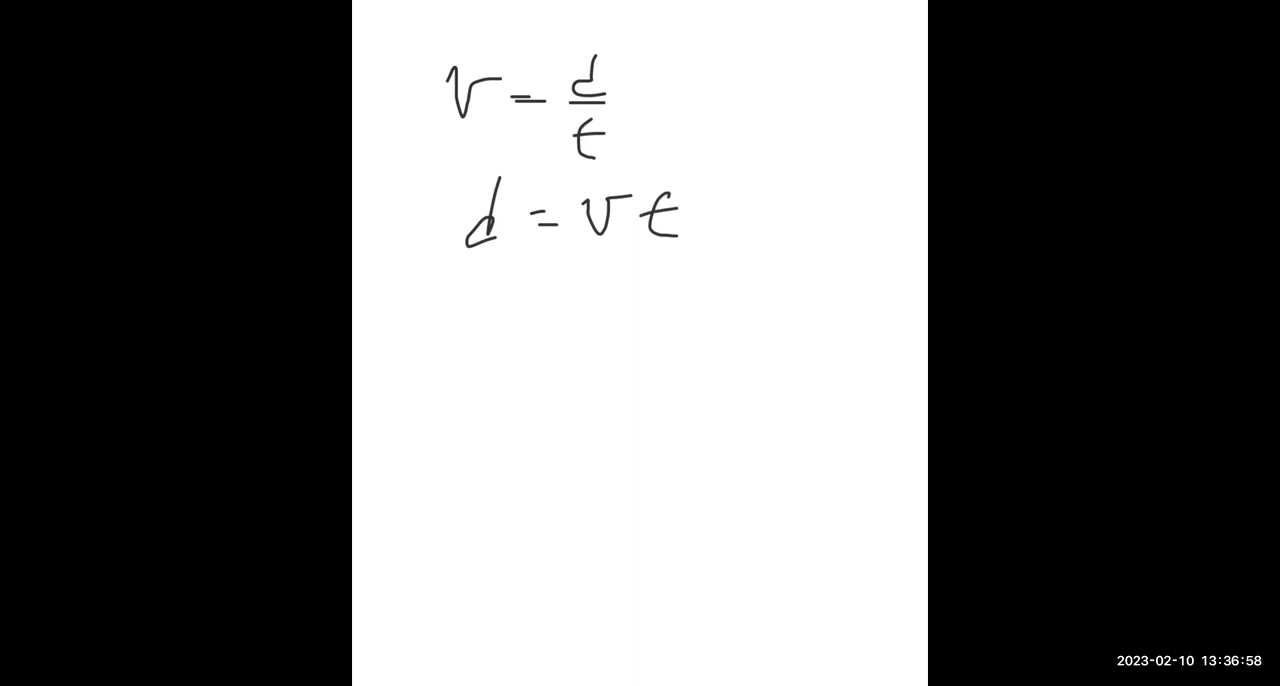 v = d/t
d = vt
2023-02-10 13:36:58